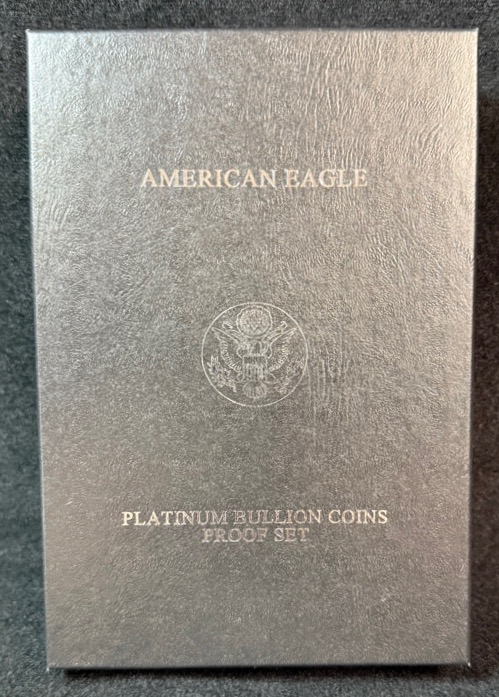 AMERICAN EAGLE
PLATINUM BULLION COINS
PROOF SET